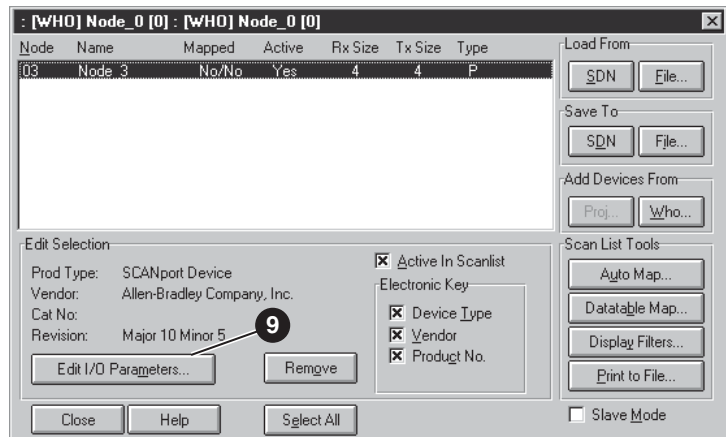 : [WHO] Node_0 [0] : [WHO] Node_0 [0]
Node Name Mapped Active Rx Size Tx Size Type
03 Node_3 No/No Yes 4 4 P
Load From
SDN File...
Save To
SDN File...
Add Devices From
Proj... Who...
Edit Selection
Prod Type: SCANport Device
Vendor: Allen-Bradley Company, Inc.
Cat No:
Revision: Major 10 Minor 5
9
Edit I/O Parameters...
Remove
Active In Scanlist
Electronic Key
Device Type
Vendor
Product No.
Scan List Tools
Auto Map...
Datatable Map...
Display Filters...
Print to File...
Close Help Select All
Slave Mode